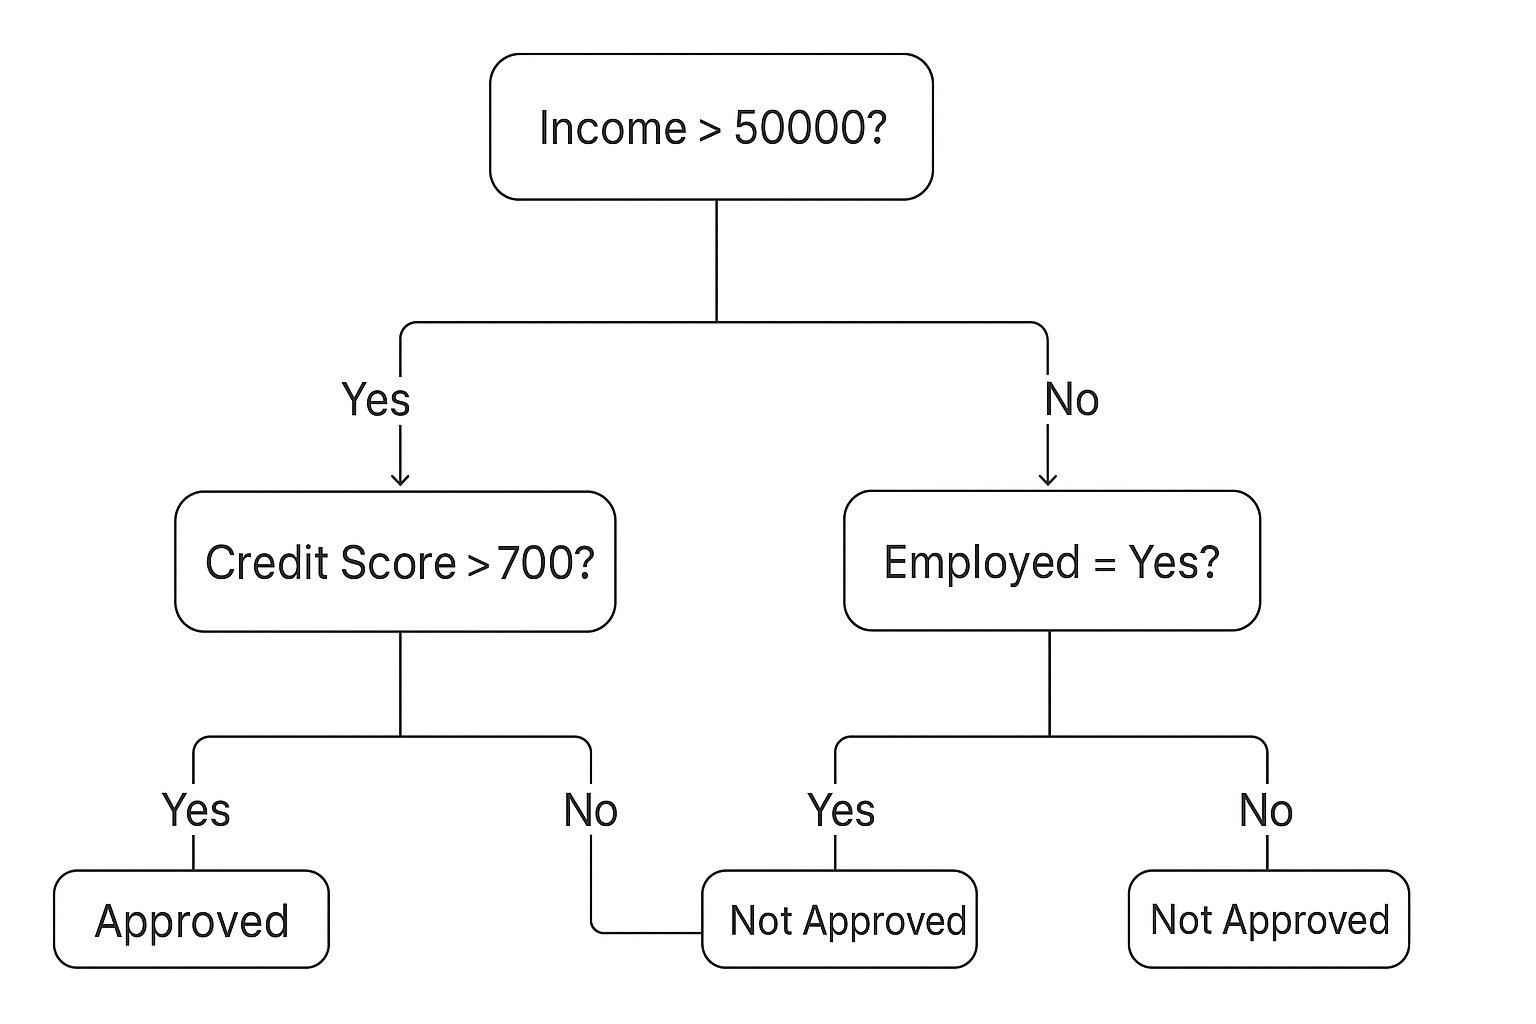 Income > 50000?
Yes
No
Credit Score > 700?
Employed = Yes?
Yes
No
Yes
No
Approved
Not Approved
Not Approved